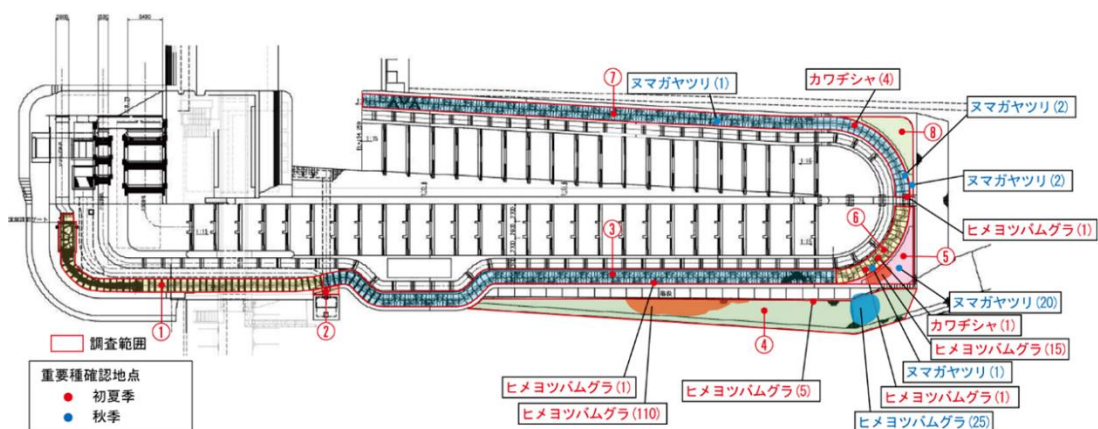 ヌマガヤツリ(1)
カワヂシャ(4)
ヌマガヤツリ(2)
⑦
⑧
ヌマガヤツリ(2)
ヒメヨツバムグラ(1)
⑥
③
⑤
ヌマガヤツリ(20)
①
②
④
カワヂシャ(1)
ヒメヨツバムグラ(15)
調査範囲
ヌマガヤツリ(1)
重要種確認地点
ヒメヨツバムグラ(1)
ヒメヨツバムグラ(5)
ヒメヨツバムグラ(1)
初夏季
ヒメヨツバムグラ(110)
秋季
ヒメヨツバムグラ(25)